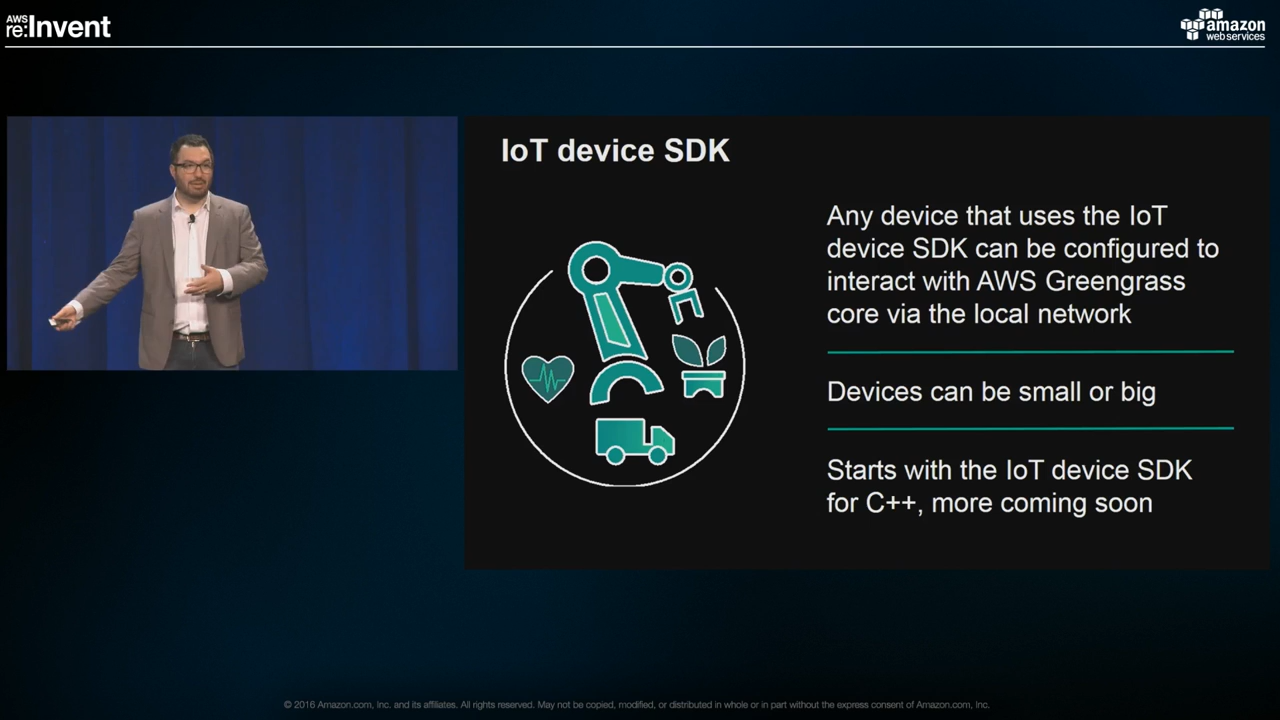 AWS
re:Invent
amazon
web services
IoT device SDK
Any device that uses the IoT
device SDK can be configured to
interact with AWS Greengrass
core via the local network
Devices can be small or big
Starts with the IoT device SDK
for C++, more coming soon
© 2016 Amazon.com, Inc. and its affiliates. All rights reserved. May not be copied, modified, or distributed in whole or in part without the express consent of Amazon.com, Inc.